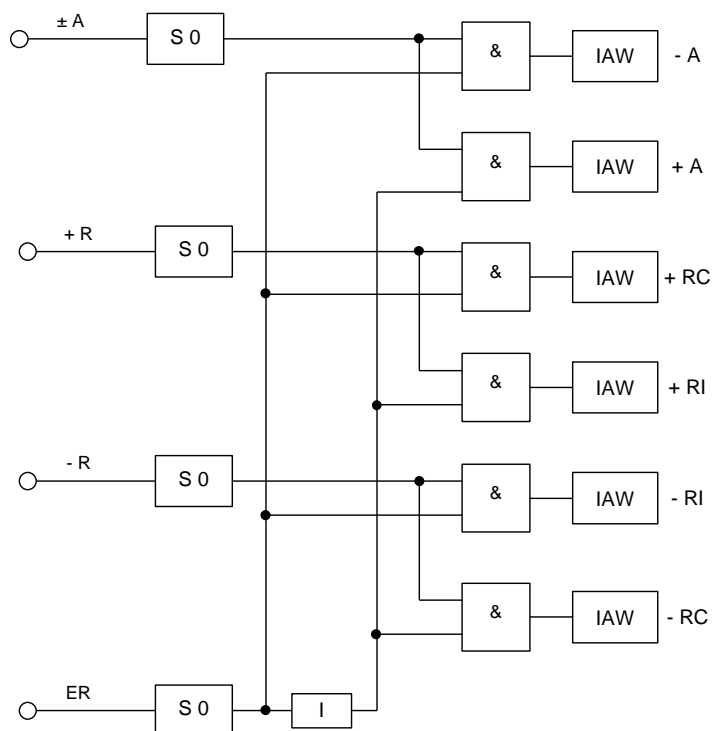 ± A
S 0
&
IAW
- A
&
IAW
+ A
+ R
S 0
&
IAW
+ RC
&
IAW
+ RI
- R
S 0
&
IAW
- RI
&
IAW
- RC
ER
S 0
I